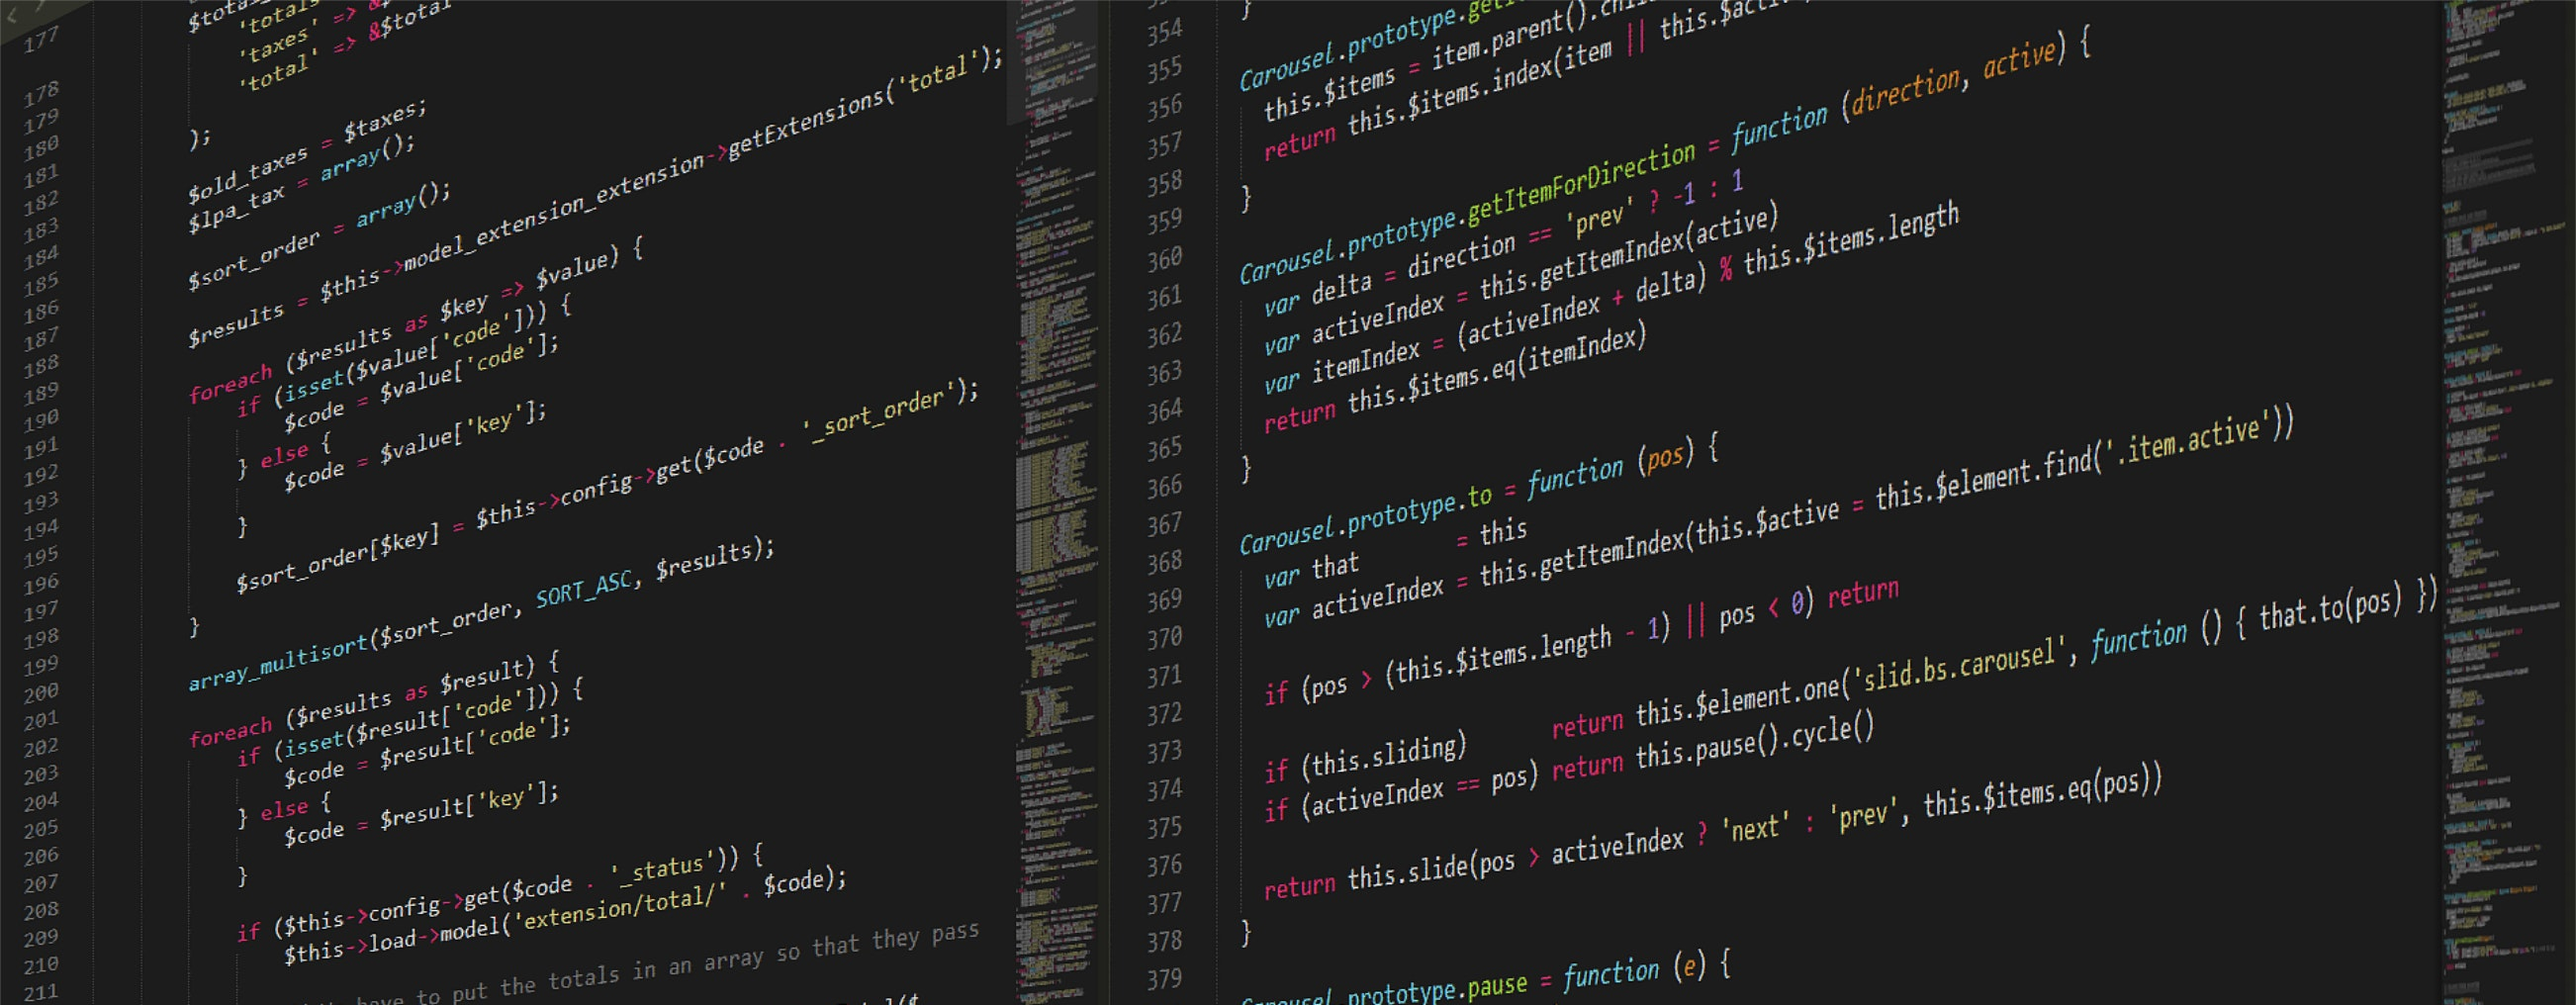 177
178
179
180
181
182
183
184
185
186
187
188
189
190
191
192
193
194
195
196
197
198
199
200
201
202
203
204
205
206
207
208
209
210
211
'totals' =>
'taxes' =>
'total' => &$total
);
$old_taxes = $taxes;
$lpa_tax = array();
$sort_order = array();
$results = $this->model_extension_extension->getExtensions('total');
foreach ($results as $key => $value) {
if (isset($value['code'])) {
$code = $value['code'];
} else {
$code = $value['key'];
}
$sort_order[$key] = $this->config->get($code . '_sort_order');
}
array_multisort($sort_order, SORT_ASC, $results);
foreach ($results as $result) {
if (isset($result['code'])) {
$code = $result['code'];
} else {
$code = $result['key'];
}
if ($this->config->get($code . '_status')) {
$this->load->model('extension/total/' . $code);
have to put the totals in an array so that they pass
354
355
356
357
358
359
360
361
362
363
364
365
366
367
368
369
370
371
372
373
374
375
376
377
378
379
}
Carousel.prototype.
this.$items = item.parent().
return this.$items.index(item || this.
}
Carousel.prototype.getItemForDirection = function (direction, active) {
var delta = direction == 'prev' ? -1 : 1
var activeIndex = this.getItemIndex(active)
var itemIndex = (activeIndex + delta) % this.$items.length
return this.$items.eq(itemIndex)
}
Carousel.prototype.to = function (pos) {
var that = this
var activeIndex = this.getItemIndex(this.$active = this.$element.find('.item.active'))
if (pos > (this.$items.length - 1) || pos < 0) return
if (this.sliding) return this.$element.one('slid.bs.carousel', function () { that.to(pos) })
if (activeIndex == pos) return this.pause().cycle()
return this.slide(pos > activeIndex ? 'next' : 'prev', this.$items.eq(pos))
}
Carousel.prototype.pause = function (e) {